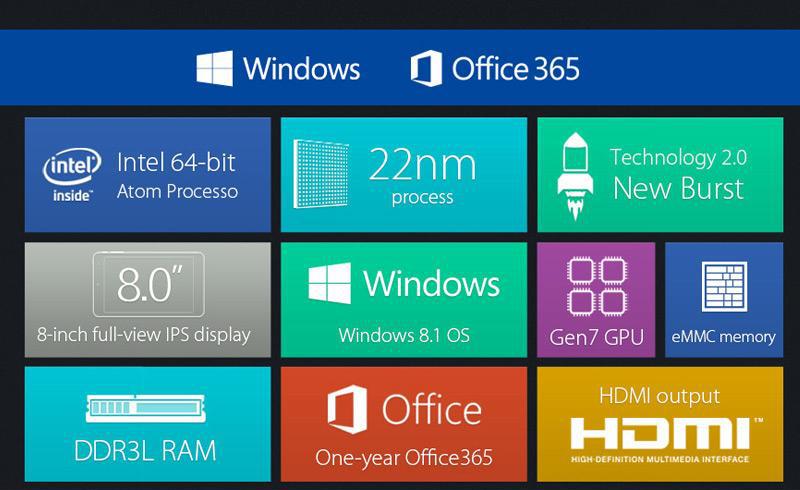 Windows
Office 365
intel
inside™
Intel 64-bit
Atom Processo
22nm
process
Technology 2.0
New Burst
8.0"
8-inch full-view IPS display
Windows
Windows 8.1 OS
Gen7 GPU
eMMC memory
DDR3L RAM
Office
One-year Office365
HDMI output
HDMI™
HIGH-DEFINITION MULTIMEDIA INTERFACE